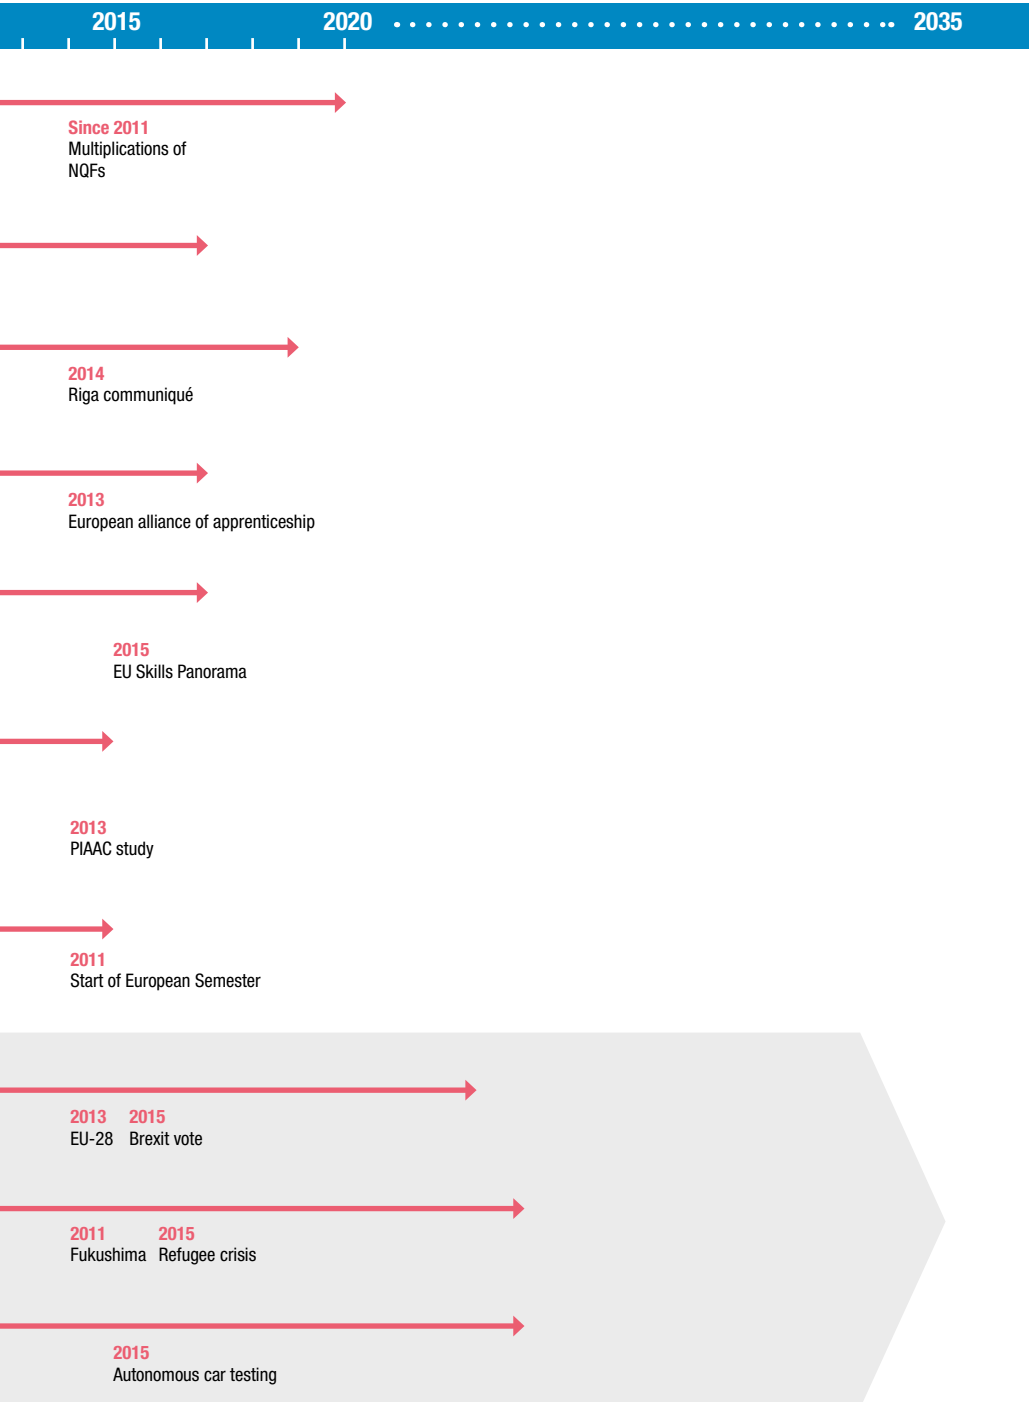 2015 2020 2035
Since 2011
Multiplications of
NQFs
2014
Riga communiqué
2013
European alliance of apprenticeship
2015
EU Skills Panorama
2013
PIAAC study
2011
Start of European Semester
2013 2015
EU-28 Brexit vote
2011 2015
Fukushima Refugee crisis
2015
Autonomous car testing